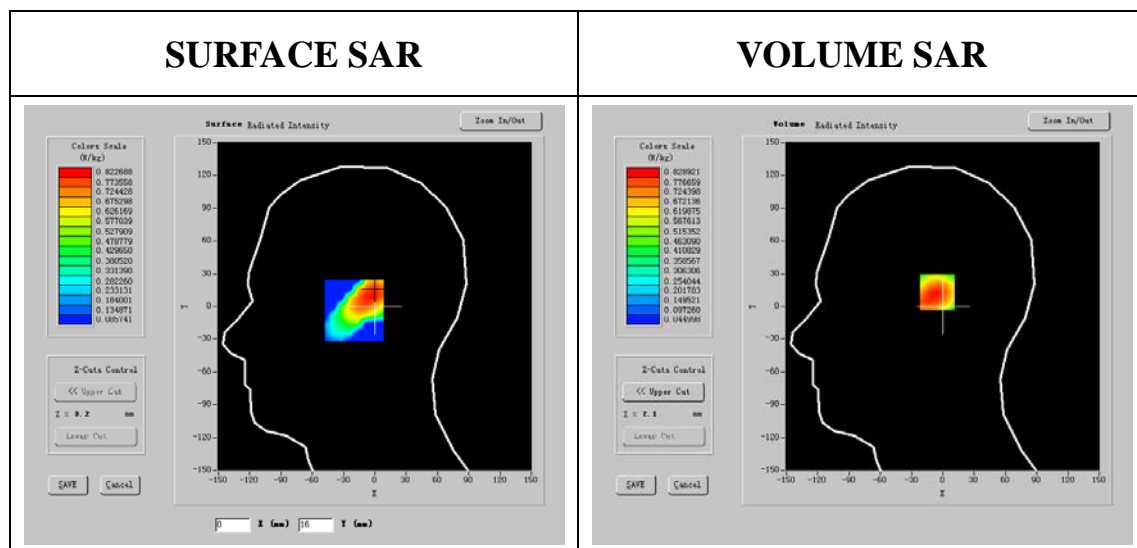 SURFACE SAR
VOLUME SAR
Surface Radiated Intensity
Zoom In/Out
Colors Scale
(W/kg)
0.822688
0.773558
0.724428
0.675298
0.626169
0.577039
0.527909
0.478779
0.429650
0.380520
0.331390
0.282260
0.233131
0.184001
0.134871
0.085741
150
120
90
60
30
0
-30
-60
-90
-120
-150
Y
-150 -120 -90 -60 -30 0 30 60 90 120 150
X
Z-Cuts Control
<< Upper Cut
mm
Lower Cut
SAVE
Cancel
0 X (mm) 16 Y (mm)
Volume Radiated Intensity
Zoom In/Out
Colors Scale
(W/kg)
0.828921
0.776659
0.724398
0.672136
0.619875
0.567613
0.515352
0.463090
0.410829
0.358567
0.306306
0.254044
0.201783
0.149521
0.097260
0.044998
150
120
90
60
30
0
-30
-60
-90
-120
-150
Y
-150 -120 -90 -60 -30 0 30 60 90 120 150
X
Z-Cuts Control
<< Upper Cut
mm
Lower Cut
SAVE
Cancel